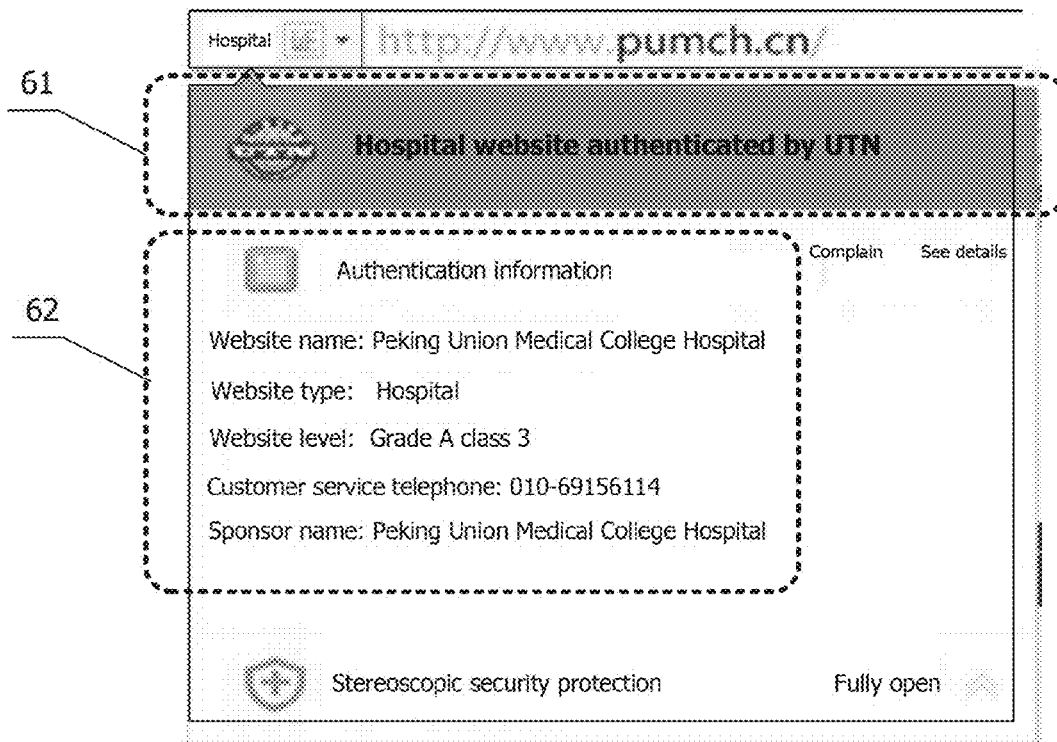 Hospital http://www.pumch.cn/
61
Hospital website authenticated by UTN
Complain See details
Authentication information
62
Website name: Peking Union Medical College Hospital
Website type: Hospital
Website level: Grade A class 3
Customer service telephone: 010-69156114
Sponsor name: Peking Union Medical College Hospital
Stereoscopic security protection Fully open